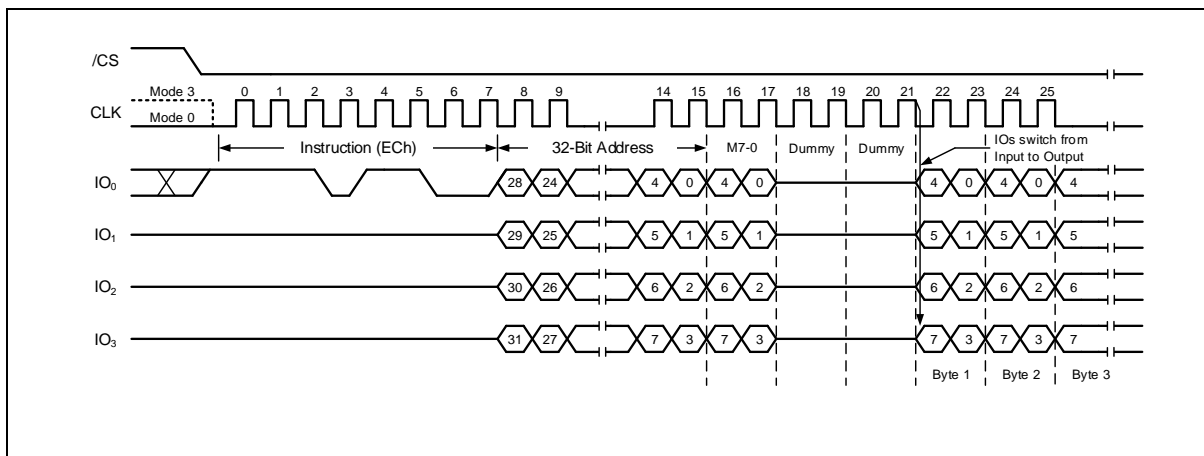 /CS
Mode 3 0 1 2 3 4 5 6 7 8 9 14 15 16 17 18 19 20 21 22 23 24 25
CLK
Mode 0
Instruction (ECh) 32-Bit Address M7-0 Dummy Dummy IOs switch from
Input to Output
IO0 28 24 4 0 4 0 4 0 4 0 4
IO1 29 25 5 1 5 1 5 1 5 1 5
IO2 30 26 6 2 6 2 6 2 6 2 6
IO3 31 27 7 3 7 3 7 3 7 3 7
Byte 1 Byte 2 Byte 3